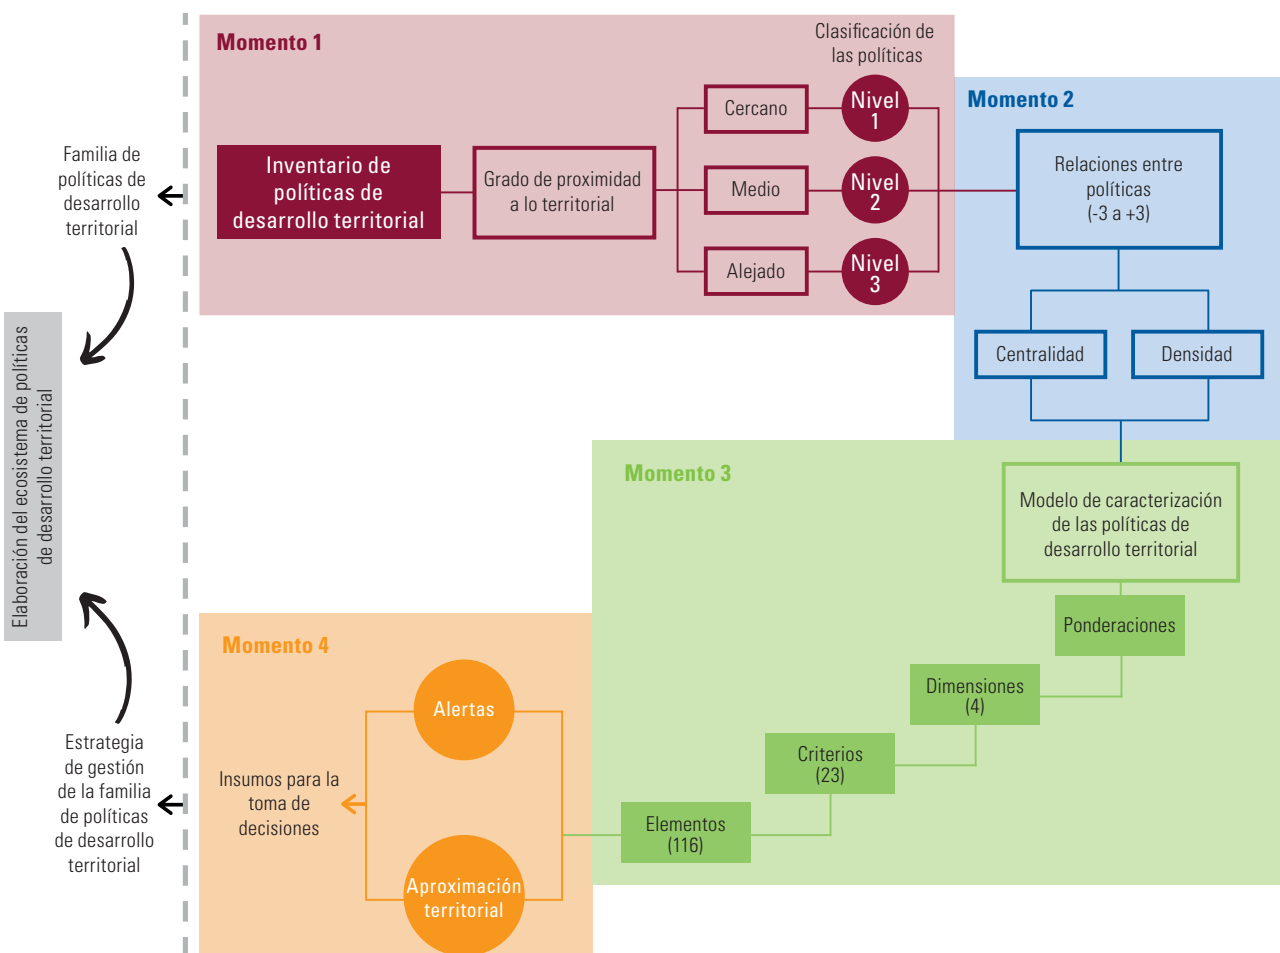 Momento 1
Clasificación de
las políticas
Cercano
Nivel
1
Inventario de
políticas de
desarrollo territorial
Grado de proximidad
a lo territorial
Medio
Nivel
2
Alejado
Nivel
3
Momento 2
Relaciones entre
políticas
(-3 a +3)
Centralidad
Densidad
Momento 3
Modelo de caracterización
de las políticas de
desarrollo territorial
Ponderaciones
Dimensiones
(4)
Criterios
(23)
Elementos
(116)
Momento 4
Alertas
Aproximación
territorial
Insumos para la
toma de
decisiones
Familia de
políticas de
desarrollo
territorial
Elaboración del ecosistema de políticas
de desarrollo territorial
Estrategia
de gestión
de la familia
de políticas
de desarrollo
territorial